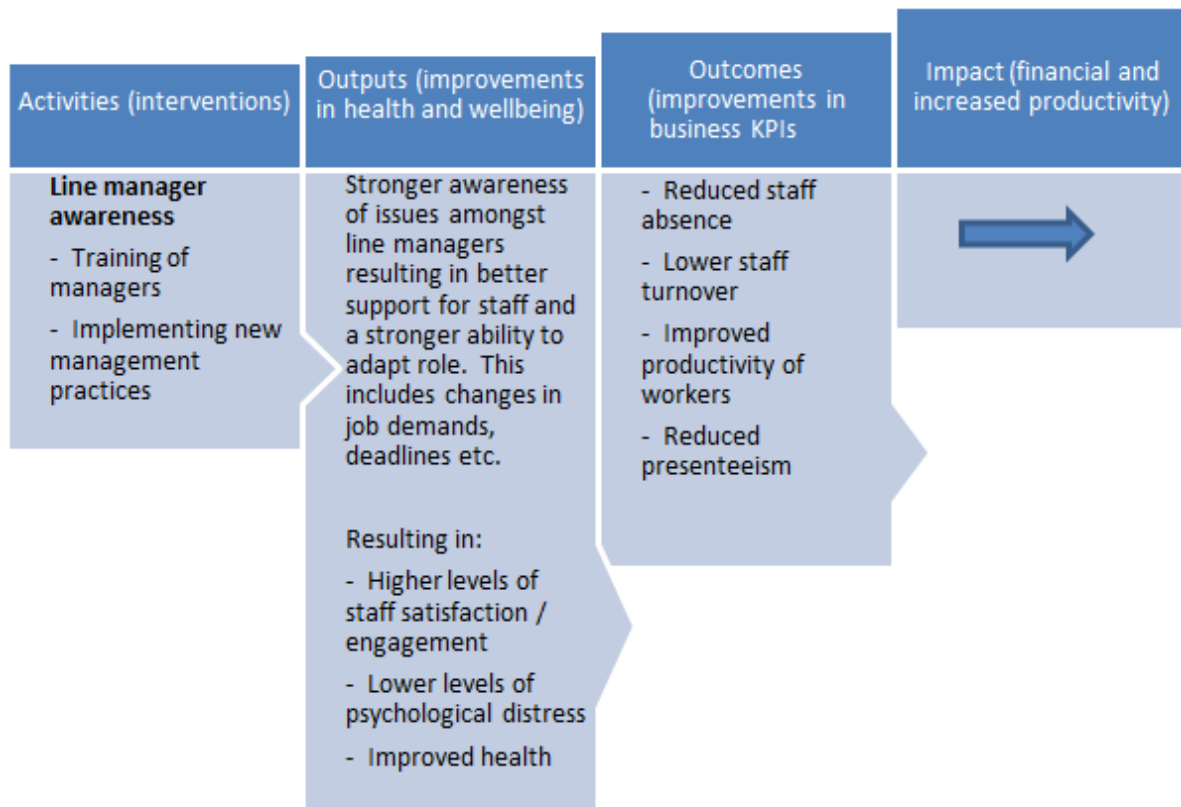 Activities (interventions)
Line manager
awareness
- Training of
managers
- Implementing new
management
practices
Outputs (improvements
in health and wellbeing)
Stronger awareness
of issues amongst
line managers
resulting in better
support for staff and
a stronger ability to
adapt role. This
includes changes in
job demands,
deadlines etc.
Resulting in:
- Higher levels of
staff satisfaction /
engagement
- Lower levels of
psychological distress
- Improved health
Outcomes
(improvements in
business KPIs
- Reduced staff
absence
- Lower staff
turnover
- Improved
productivity of
workers
- Reduced
presenteeism
Impact (financial and
increased productivity)